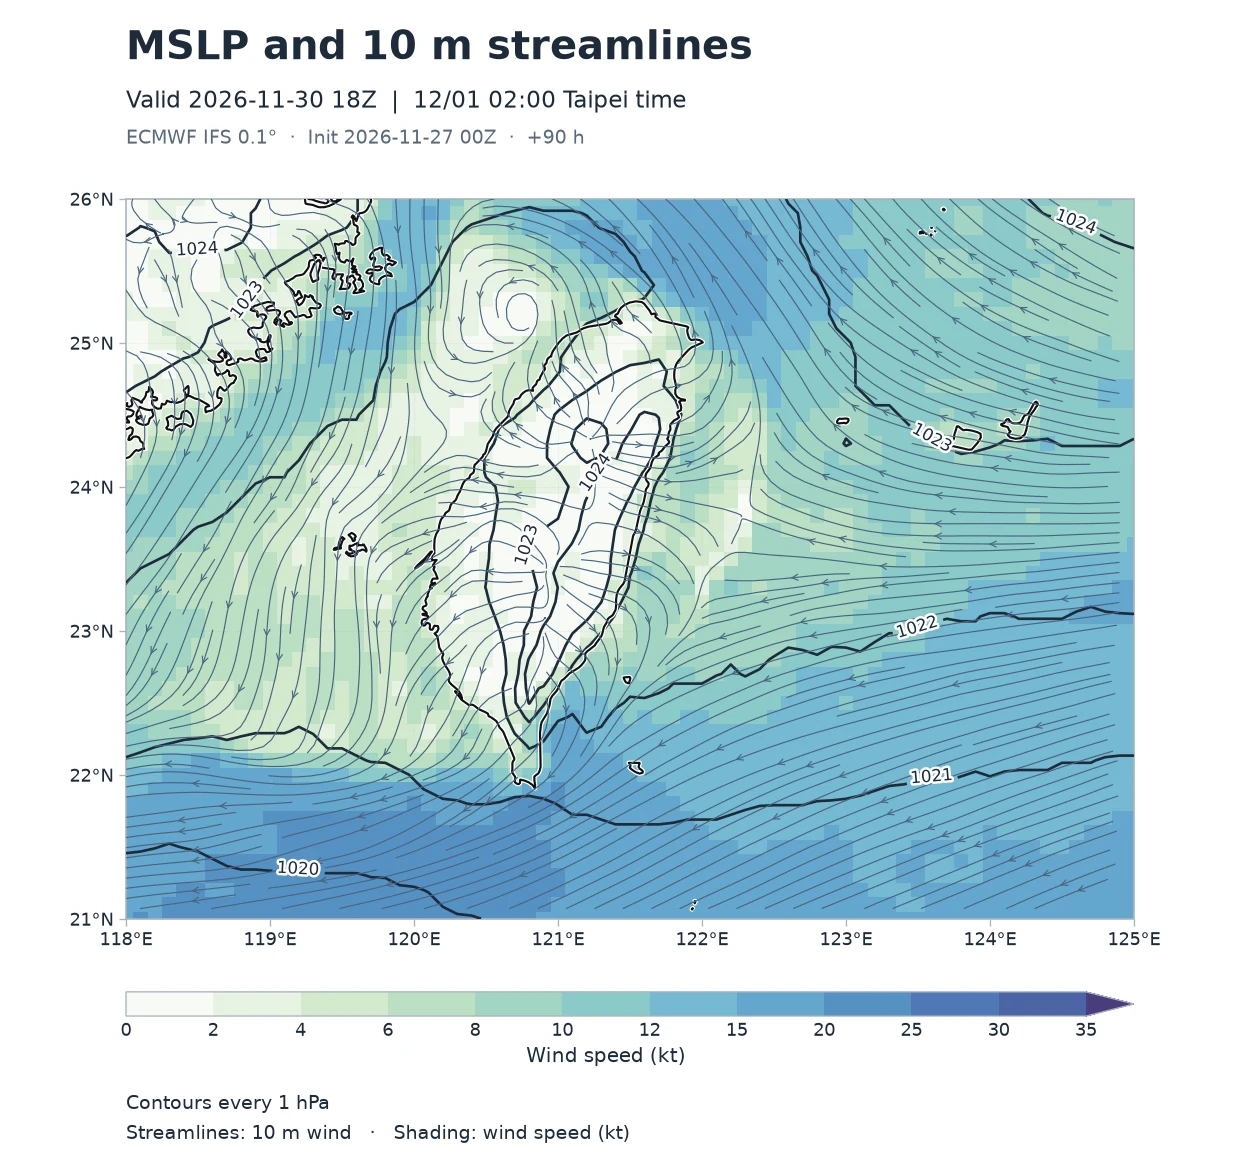 MSLP and 10 m streamlines
Valid 2026-11-30 18Z | 12/01 02:00 Taipei time
ECMWF IFS 0.1° · Init 2026-11-27 00Z · +90 h
26°N
25°N
24°N
23°N
22°N
21°N
1024
1023
1024
1023
1024
1023
1022
1021
1020
118°E 119°E 120°E 121°E 122°E 123°E 124°E 125°E
0 2 4 6 8 10 12 15 20 25 30 35
Wind speed (kt)
Contours every 1 hPa
Streamlines: 10 m wind · Shading: wind speed (kt)